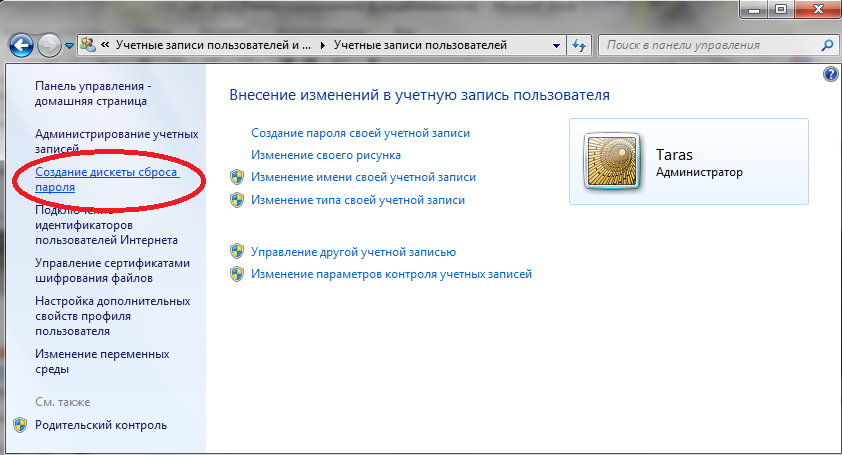 « Учетные записи пользователей и ... ▸ Учетные записи пользователей
Поиск в панели управления
Панель управления -
домашняя страница
Администрирование учетных
записей
Создание дискеты сброса
пароля
Подключение
идентификаторов
пользователей Интернета
Управление сертификатами
шифрования файлов
Настройка дополнительных
свойств профиля
пользователя
Изменение переменных
среды
См. также
Родительский контроль
Внесение изменений в учетную запись пользователя
Создание пароля своей учетной записи
Изменение своего рисунка
Изменение имени своей учетной записи
Изменение типа своей учетной записи
Управление другой учетной записью
Изменение параметров контроля учетных записей
Taras
Администратор